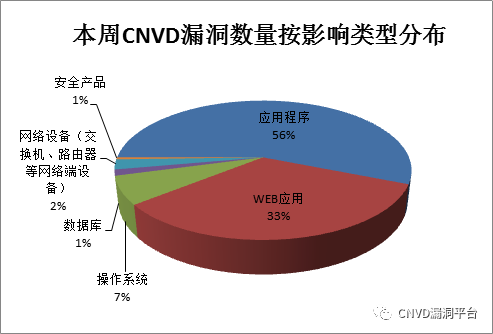 本周CNVD漏洞数量按影响类型分布
安全产品
1%
网络设备（交
换机、路由器
等网络端设
备）
2%
数据库
1%
操作系统
7%
应用程序
56%
WEB应用
33%
CNVD漏洞平台